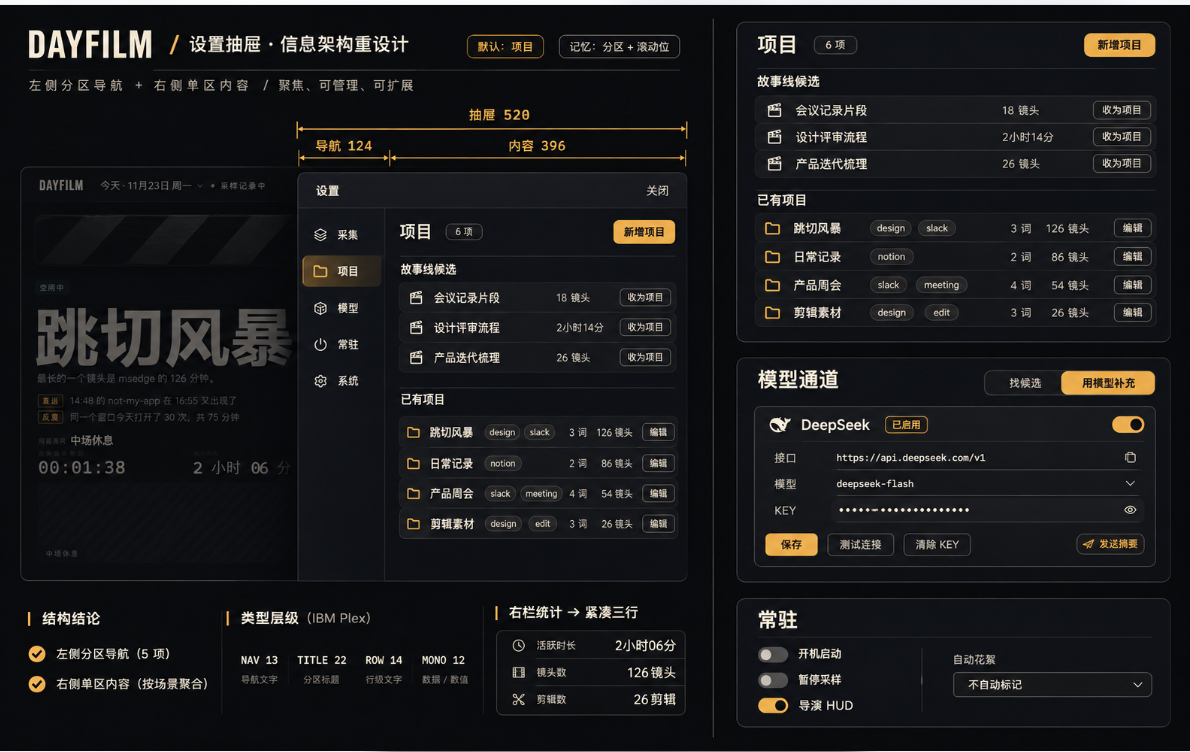 DAYFILM / 设置抽屉·信息架构重设计
默认：项目
记忆：分区 + 滚动位
左侧分区导航 + 右侧单区内容 / 聚焦、可管理、可扩展
抽屉 520
导航 124
内容 396
DAYFILM 今天·11月23日 周一 采样记录中
空闲中
跳切风暴
最长的一个镜头是 msedge 的 126 分钟。
14:48 的 not-my-app 在 16:55 又出现了
同一个窗口今天打开了 30 次，共 75 分钟
中场休息
00:01:38
2 小时 06 分
中场休息
设置
关闭
采集
项目
模型
常驻
系统
项目 6 项 新增项目
故事线候选
会议记录片段 18 镜头 收为项目
设计评审流程 2小时14分 收为项目
产品迭代梳理 26 镜头 收为项目
已有项目
跳切风暴 design slack 3 词 126 镜头 编辑
日常记录 notion 2 词 86 镜头 编辑
产品周会 slack meeting 4 词 54 镜头 编辑
剪辑素材 design edit 3 词 26 镜头 编辑
结构结论
左侧分区导航（5 项）
右侧单区内容（按场景聚合）
类型层级（IBM Plex）
NAV 13 TITLE 22 ROW 14 MONO 12
导航文字 分区标题 行级文字 数据 / 数值
右栏统计 → 紧凑三行
活跃时长 2小时06分
镜头数 126镜头
剪辑数 26剪辑
项目 6 项 新增项目
故事线候选
会议记录片段 18 镜头 收为项目
设计评审流程 2小时14分 收为项目
产品迭代梳理 26 镜头 收为项目
已有项目
跳切风暴 design slack 3 词 126 镜头 编辑
日常记录 notion 2 词 86 镜头 编辑
产品周会 slack meeting 4 词 54 镜头 编辑
剪辑素材 design edit 3 词 26 镜头 编辑
模型通道 找候选 用模型补充
DeepSeek 已启用
接口 https://api.deepseek.com/v1
模型 deepseek-flash
KEY
保存 测试连接 清除 KEY 发送摘要
常驻
开机启动
暂停采样
导演 HUD
自动花絮
不自动标记